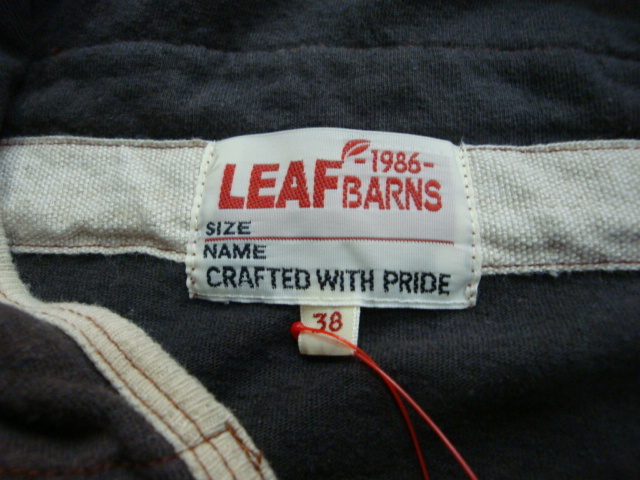 -1986-
LEAF BARNS
SIZE
NAME
CRAFTED WITH PRIDE
38